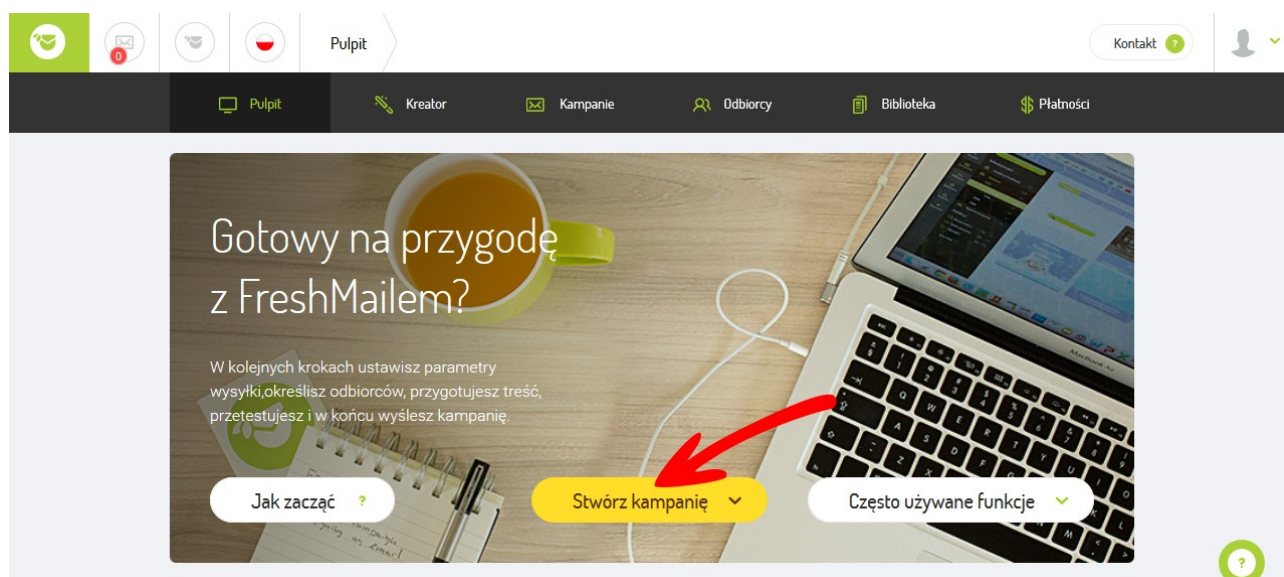 0
Pulpit
Kontakt ?
Pulpit
Kreator
Kampanie
Odbiorcy
Biblioteka
Płatności
Gotowy na przygodę
z FreshMailem?
W kolejnych krokach ustawisz parametry
wysyłki,określisz odbiorców, przygotujesz treść,
przetestujesz i w końcu wyślesz kampanię.
Jak zacząć ?
Stwórz kampanię
Często używane funkcje
?